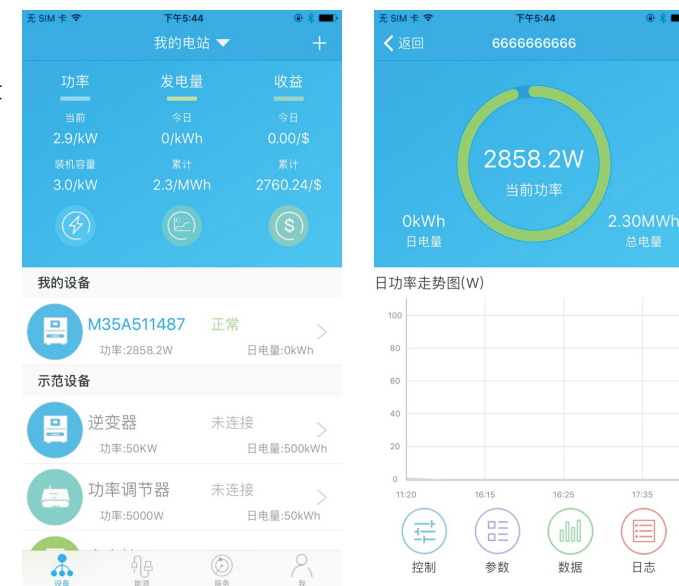 无 SIM 卡 下午5:44
我的电站
功率 发电量 收益
当前 今日 今日
2.9/kW 0/kWh 0.00/$
装机容量 累计 累计
3.0/kW 2.3/MWh 2760.24/$
我的设备
M35A511487 正常
功率:2858.2W 日电量:0kWh
示范设备
逆变器 未连接
功率:50KW 日电量:500kWh
功率调节器 未连接
功率:5000W 日电量:50kWh
设备 能源 服务 我
无 SIM 卡 下午5:44
返回 6666666666
2858.2W
当前功率
0kWh 2.30MWh
日电量 总电量
日功率走势图(W)
100
80
60
40
20
0
11:20 16:15 16:25 17:35
控制 参数 数据 日志